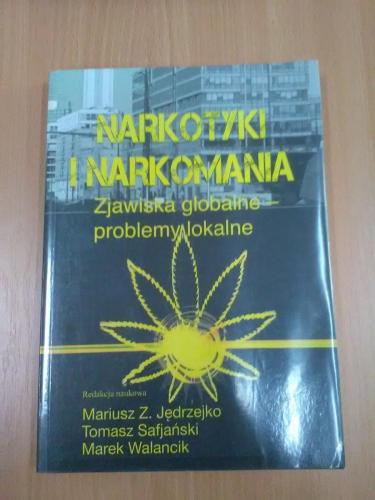 NARKOTYKI
I NARKOMANIA
Zjawiska globalne –
problemy lokalne
Redakcja naukowa
Mariusz Z. Jędrzejko
Tomasz Safjański
Marek Walancik